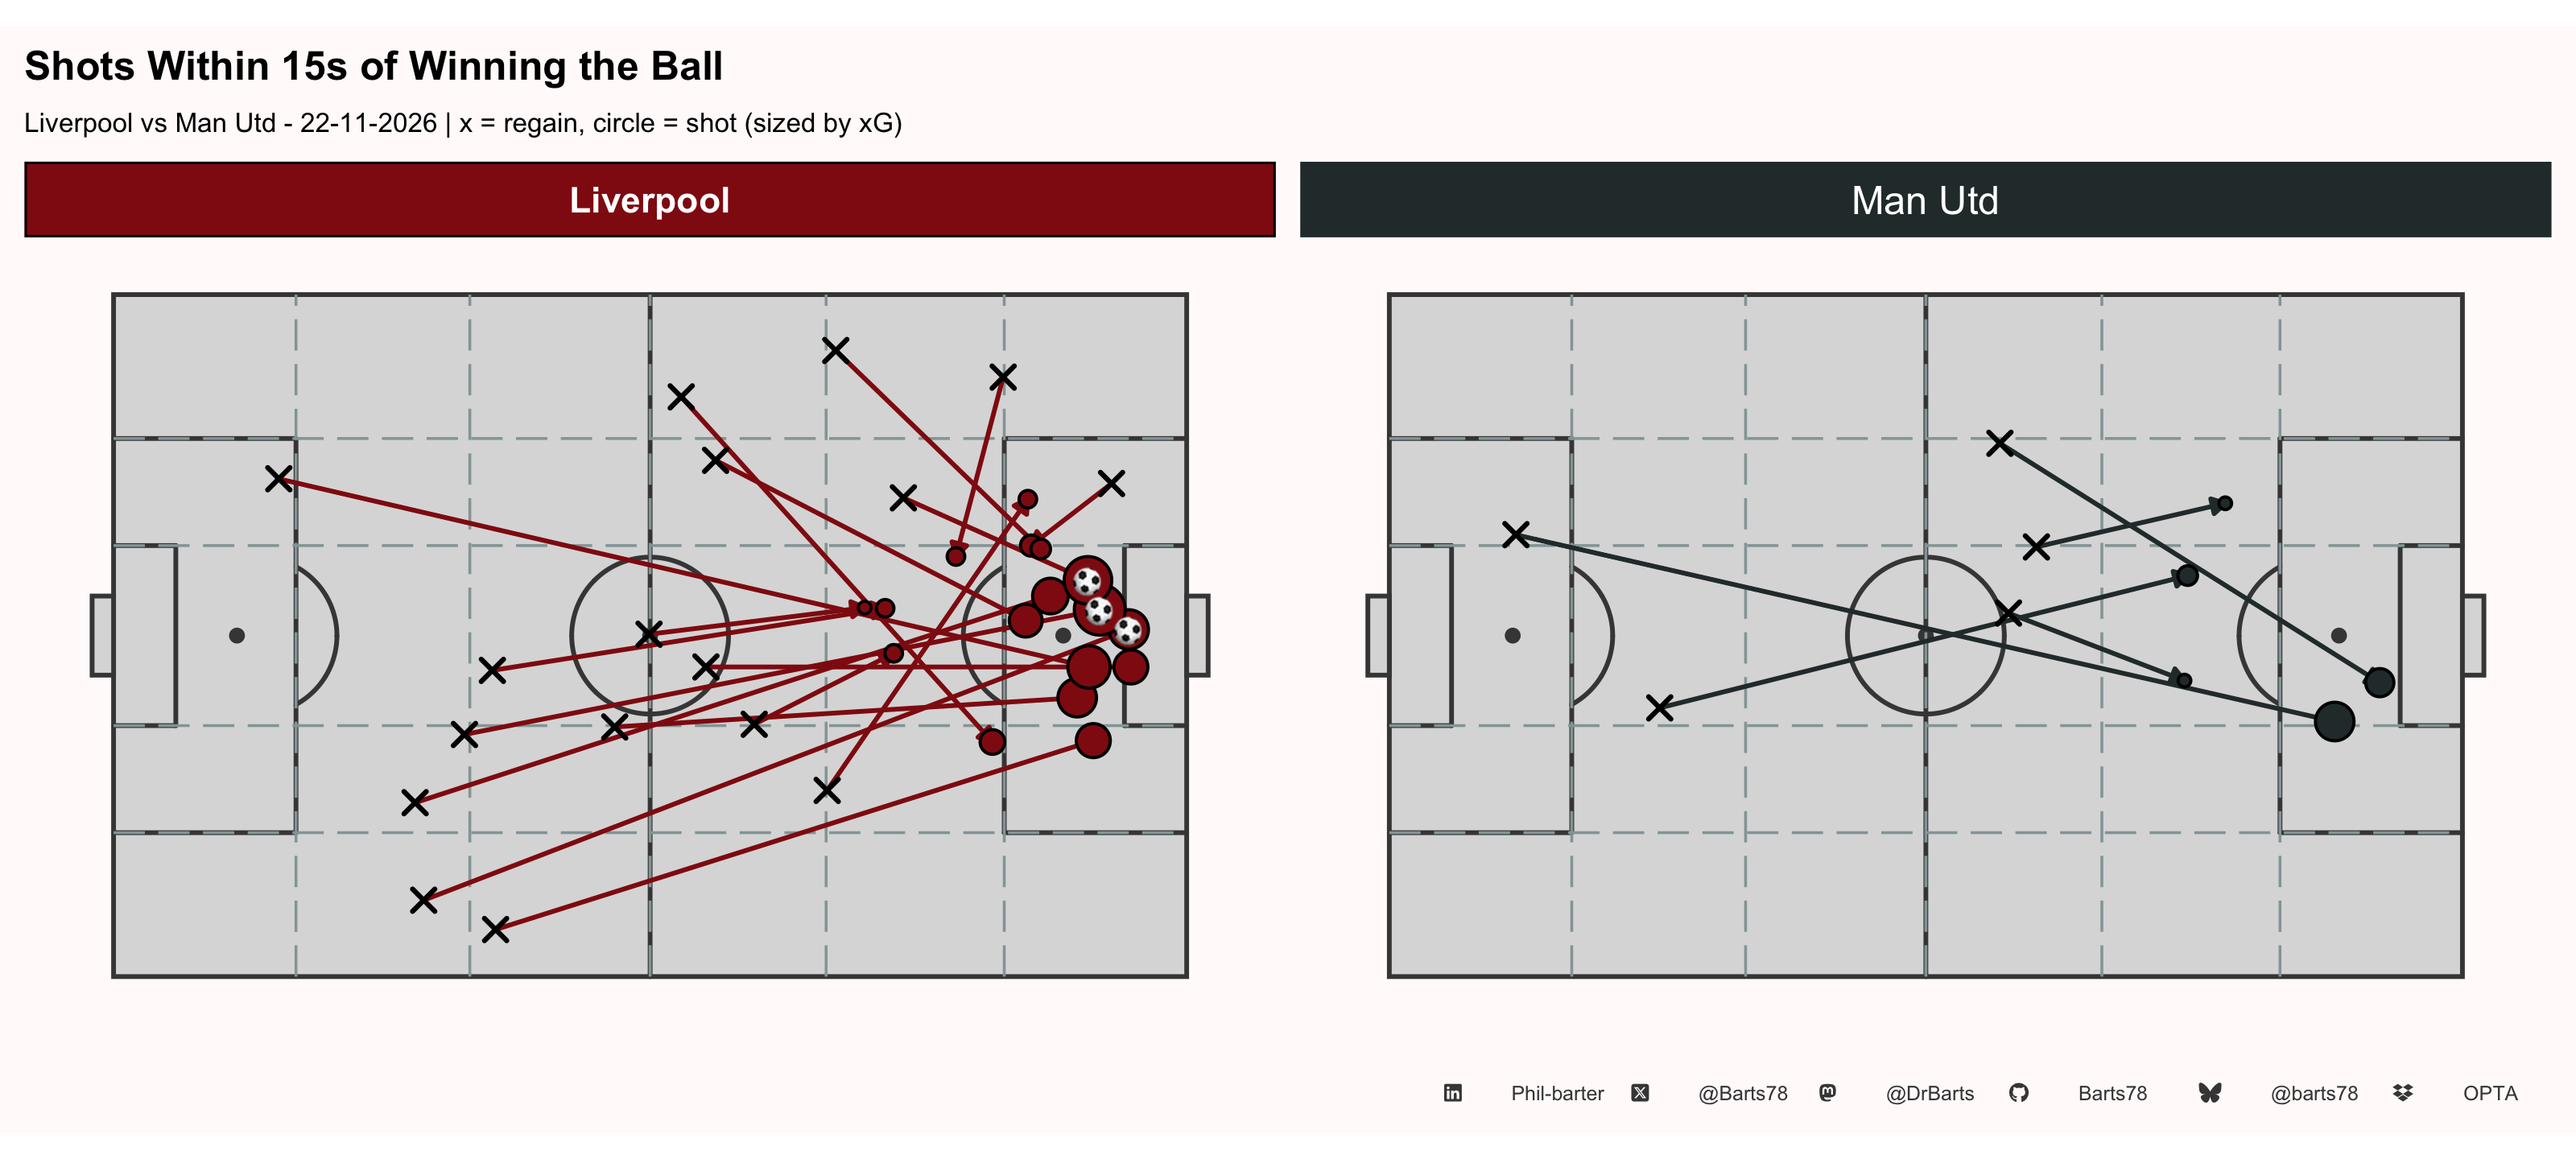 Shots Within 15s of Winning the Ball
Liverpool vs Man Utd - 22-11-2026 | x = regain, circle = shot (sized by xG)
Liverpool
Man Utd
Phil-barter @Barts78 @DrBarts Barts78 @barts78 OPTA